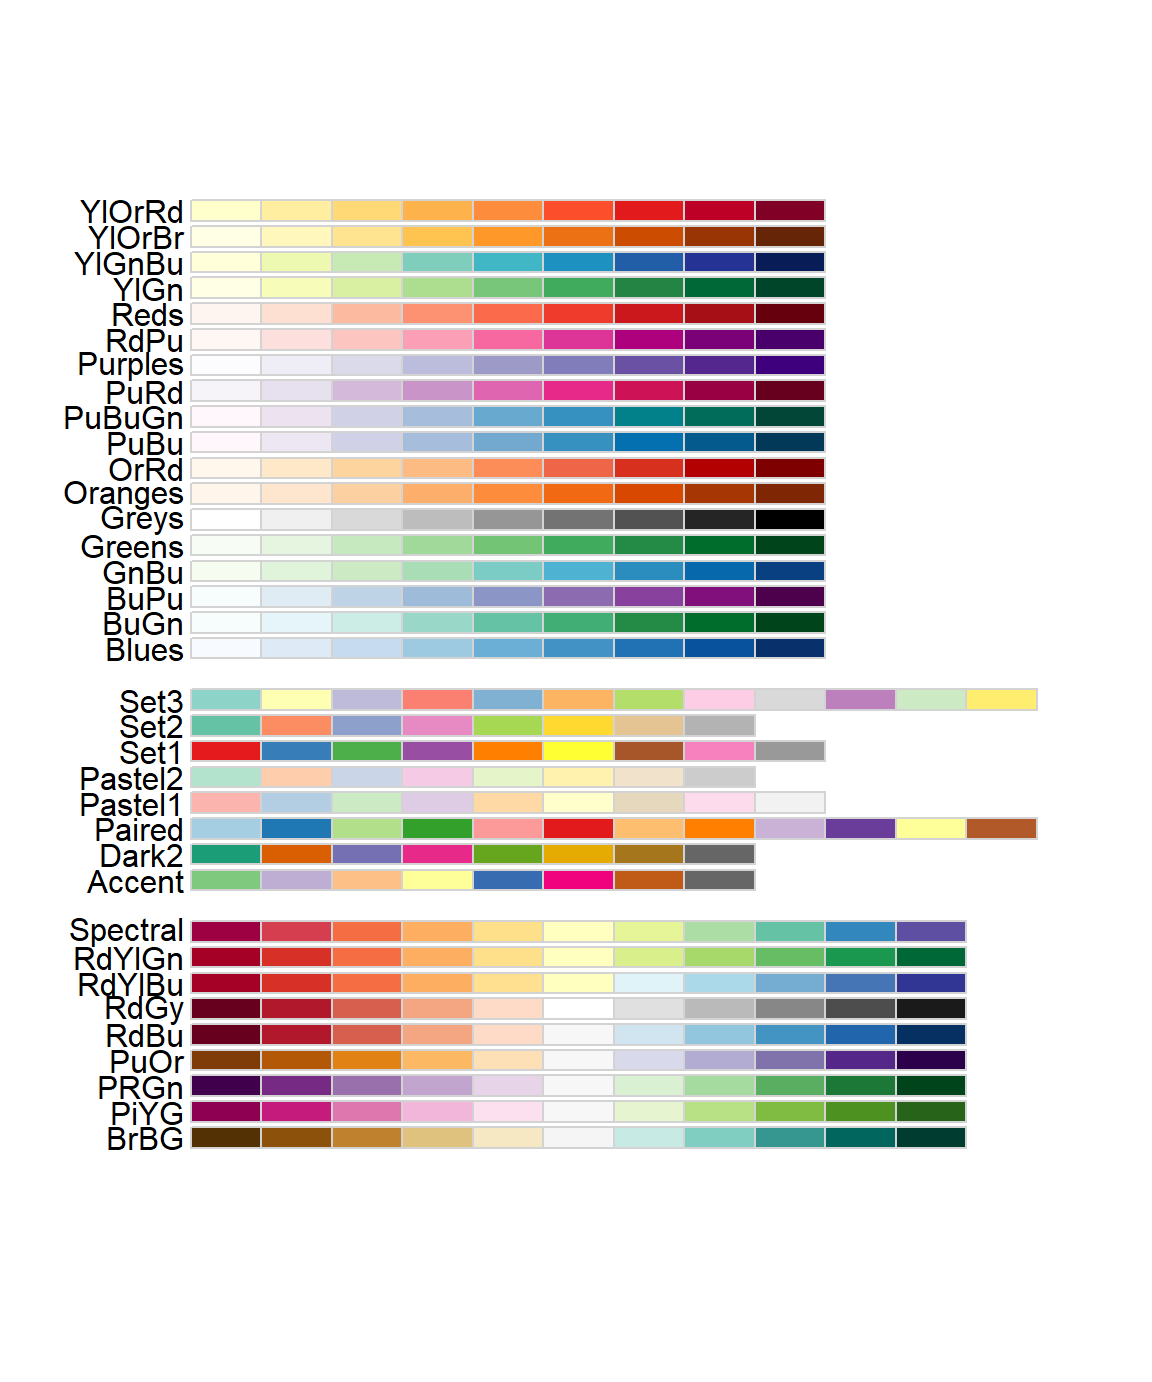 YlOrRd
YlOrBr
YlGnBu
YlGn
Reds
RdPu
Purples
PuRd
PuBuGn
PuBu
OrRd
Oranges
Greys
Greens
GnBu
BuPu
BuGn
Blues
Set3
Set2
Set1
Pastel2
Pastel1
Paired
Dark2
Accent
Spectral
RdYlGn
RdYlBu
RdGy
RdBu
PuOr
PRGn
PiYG
BrBG